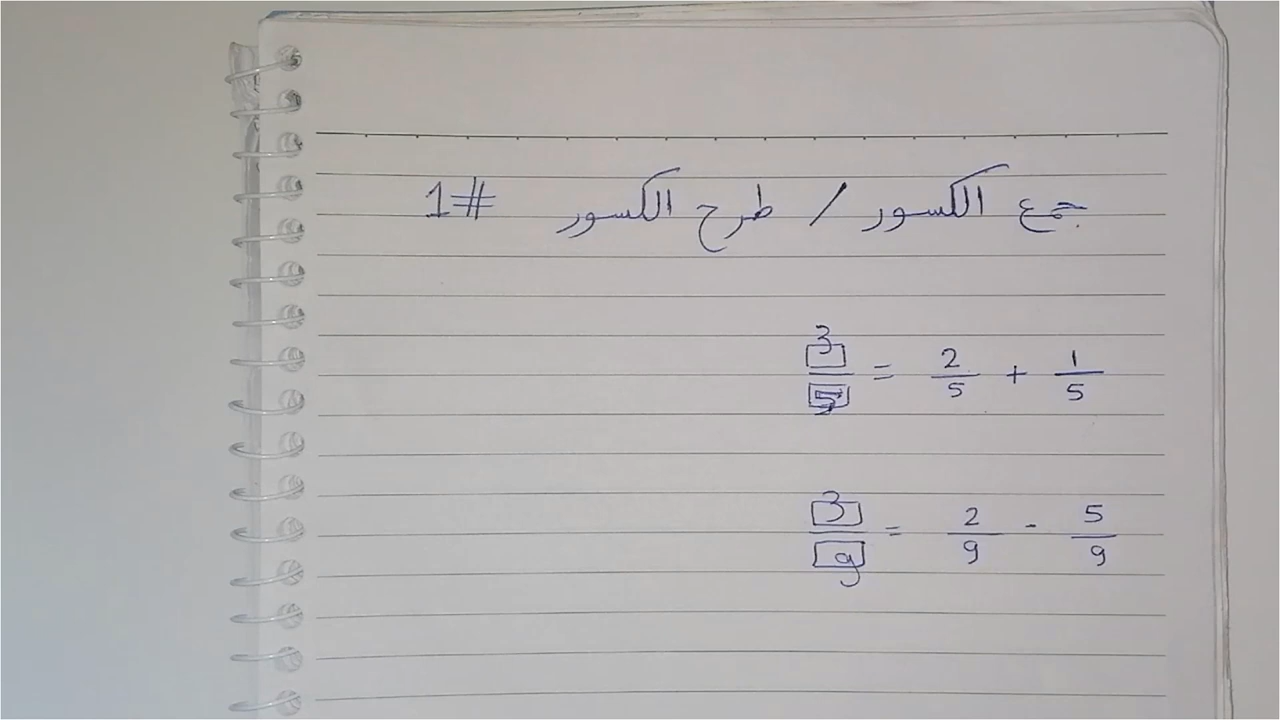 جمع الكسور / طرح الكسور #1
1/5 + 2/5 = 3/5
5/9 - 2/9 = 3/9